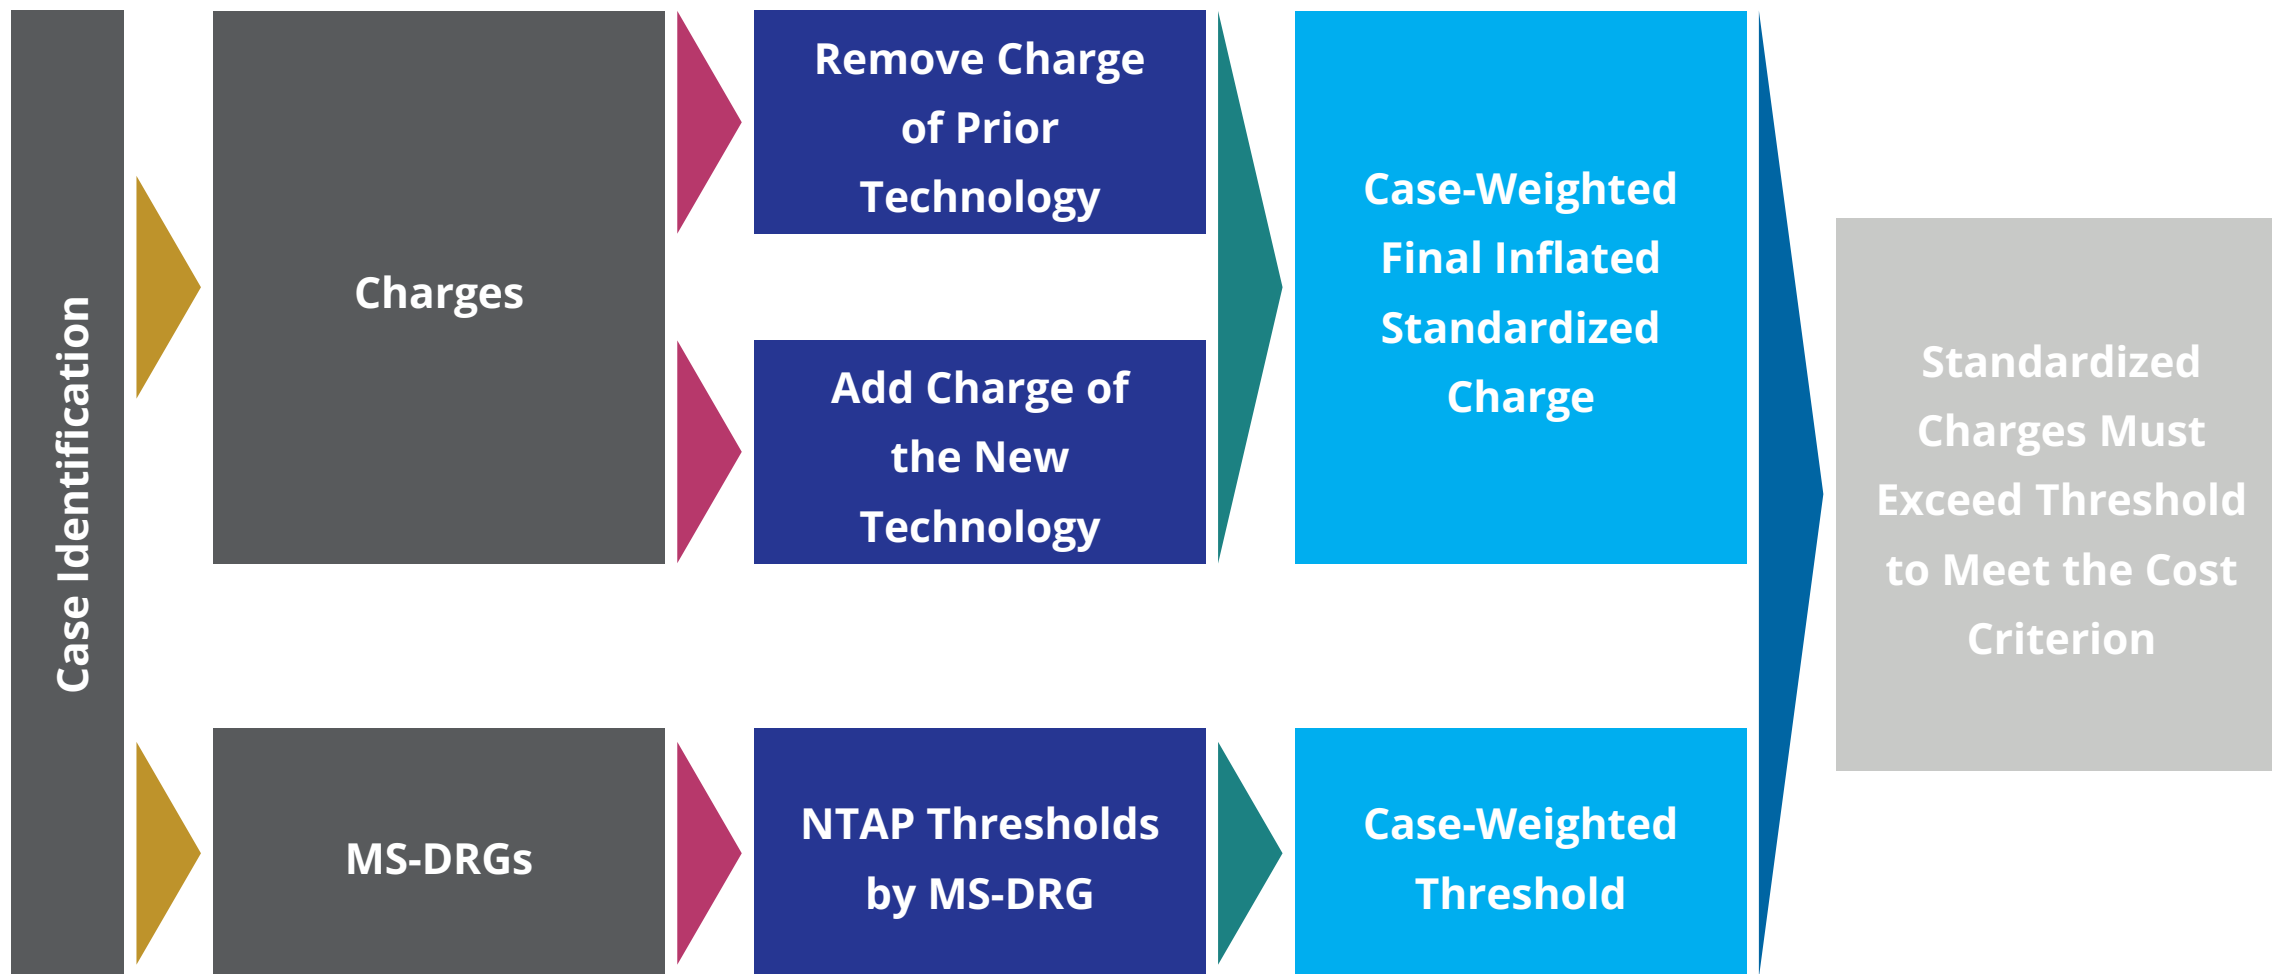 Case Identification
Charges
Remove Charge
of Prior
Technology
Add Charge of
the New
Technology
Case-Weighted
Final Inflated
Standardized
Charge
MS-DRGs
NTAP Thresholds
by MS-DRG
Case-Weighted
Threshold
Standardized
Charges Must
Exceed Threshold
to Meet the Cost
Criterion